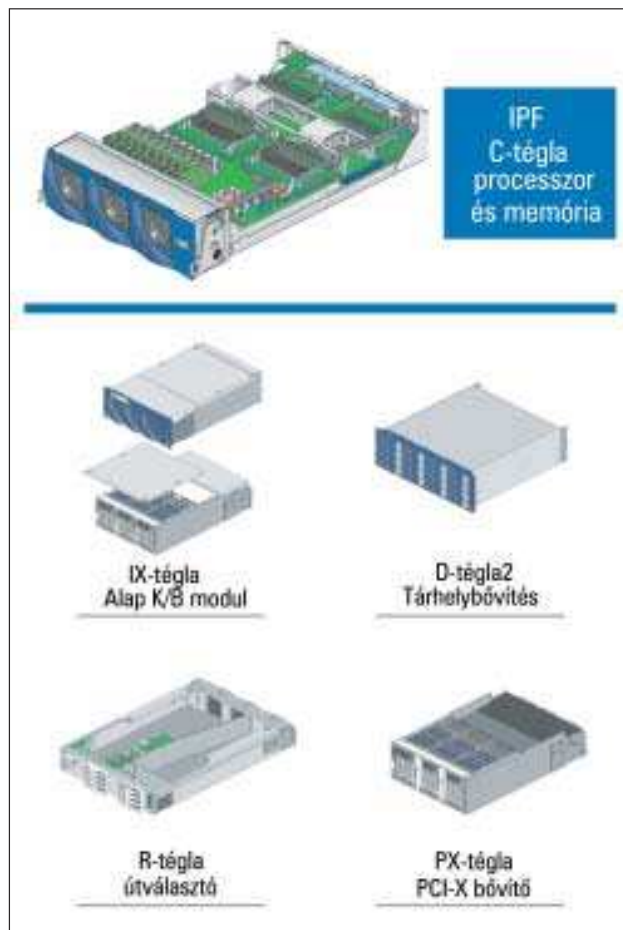 IPF
C-tégla
processzor
és memória
IX-tégla
Alap K/B modul
D-tégla2
Tárhelybővítés
R-tégla
útválasztó
PX-tégla
PCI-X bővítő